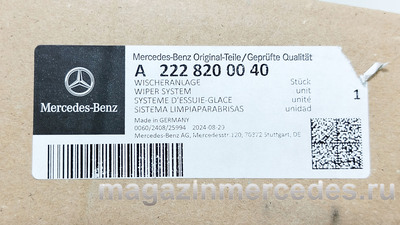 Mercedes-Benz Original-Teile/Geprüfte Qualität
A 222 820 00 40
WISCHERANLAGE Stück
WIPER SYSTEM unit
SYSTEME D'ESSUIE-GLACE unité
SISTEMA LIMPIAPARABRISAS unidad
1
Mercedes-Benz
Made in GERMANY
0060/2408/25994 2024-08-23
Mercedes-Benz AG, Mercedesstr.120, 70372 Stuttgart, DE
magazinmercedes.ru